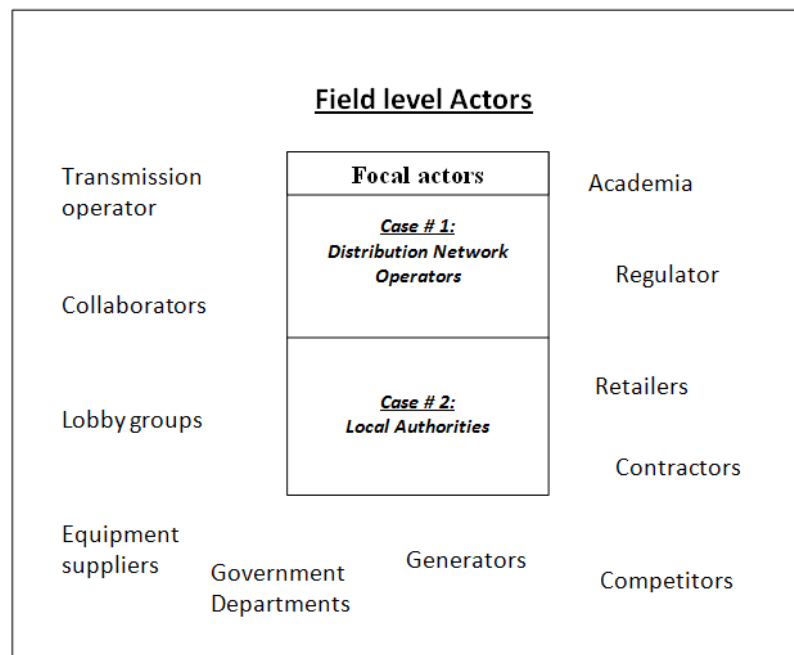 Field level Actors
Transmission
operator
Focal actors
Academia
Case # 1:
Distribution Network
Operators
Regulator
Collaborators
Retailers
Case # 2:
Local Authorities
Lobby groups
Contractors
Equipment
suppliers
Government
Departments
Generators
Competitors